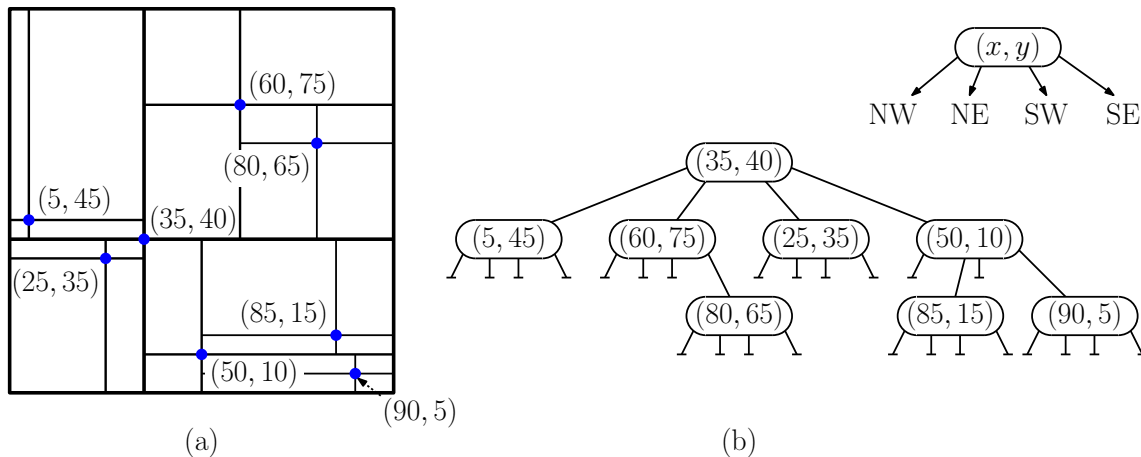 (60, 75)
(80, 65)
(5, 45)
(35, 40)
(25, 35)
(85, 15)
(50, 10)
(90, 5)
(a)
(x, y)
NW NE SW SE
(35, 40)
(5, 45) (60, 75) (25, 35) (50, 10)
(80, 65) (85, 15) (90, 5)
(b)